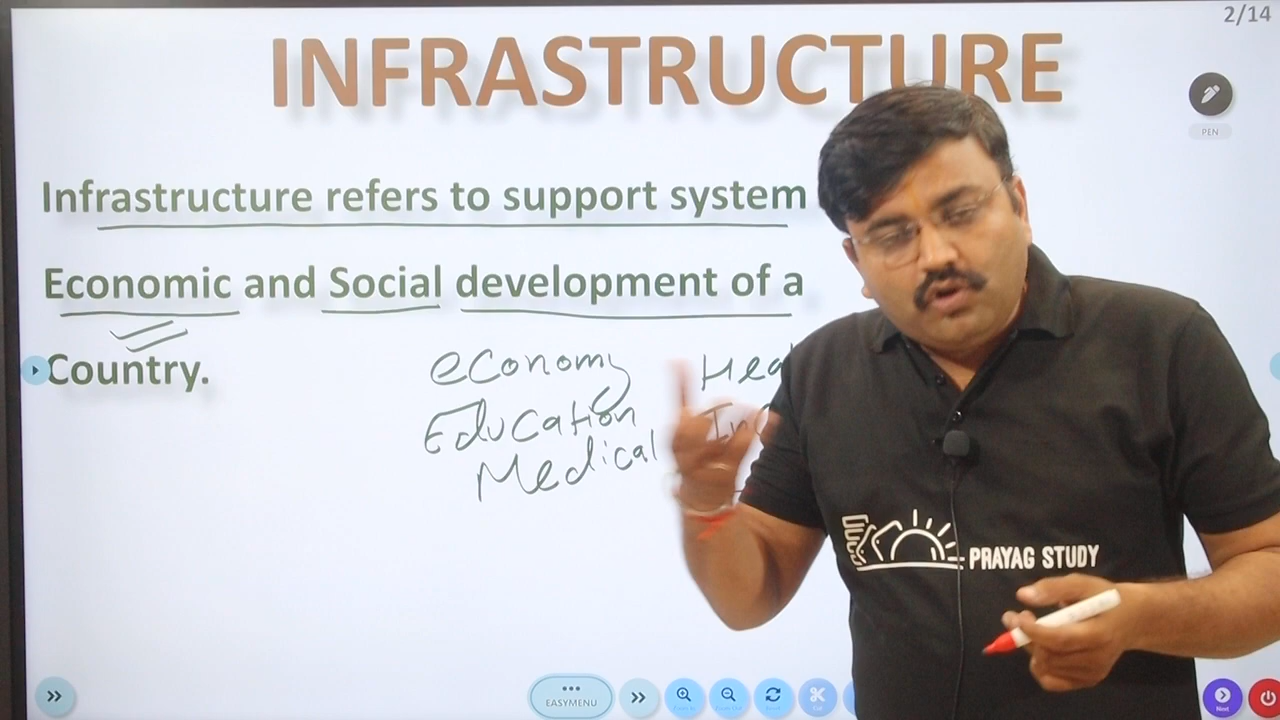 2/14
INFRASTRUCTURE
PEN
Infrastructure refers to support system
Economic and Social development of a
Country.
economy
Education
Medical
PRAYAG STUDY
EASYMENU
Next